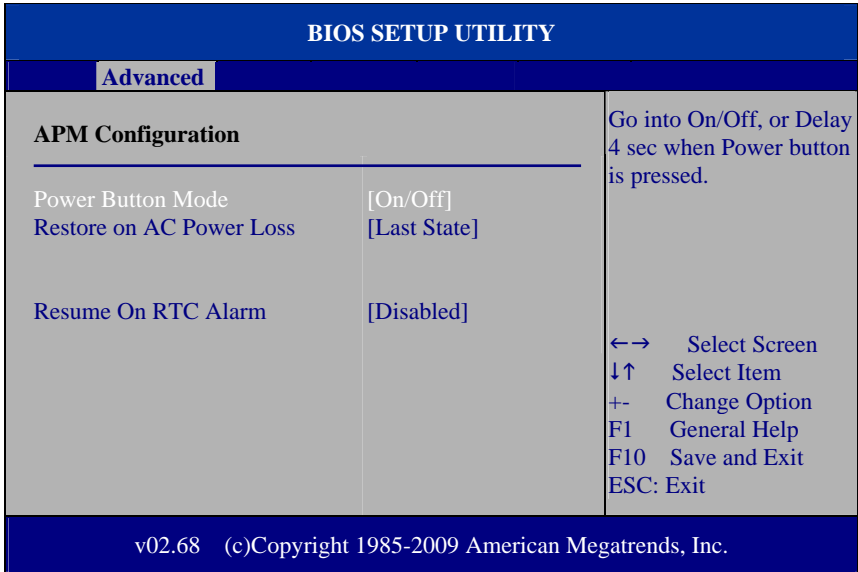 BIOS SETUP UTILITY
Advanced
APM Configuration
Power Button Mode [On/Off]
Restore on AC Power Loss [Last State]
Resume On RTC Alarm [Disabled]
Go into On/Off, or Delay
4 sec when Power button
is pressed.
←→ Select Screen
↓↑ Select Item
+- Change Option
F1 General Help
F10 Save and Exit
ESC: Exit
v02.68 (c)Copyright 1985-2009 American Megatrends, Inc.